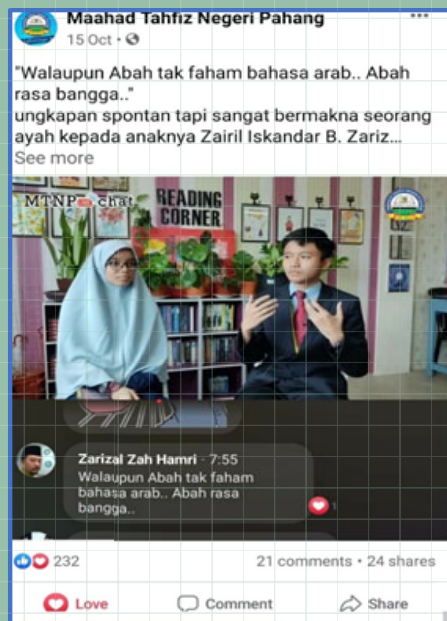 Maahad Tahfiz Negeri Pahang
15 Oct
"Walaupun Abah tak faham bahasa arab.. Abah
rasa bangga.."
ungkapan spontan tapi sangat bermakna seorang
ayah kepada anaknya Zairil Iskandar B. Zariz...
See more
MTNP chat
READING
CORNER
Zarizal Zah Hamri · 7:55
Walaupun Abah tak faham
bahasa arab.. Abah rasa
bangga..
1
232
21 comments • 24 shares
Love
Comment
Share